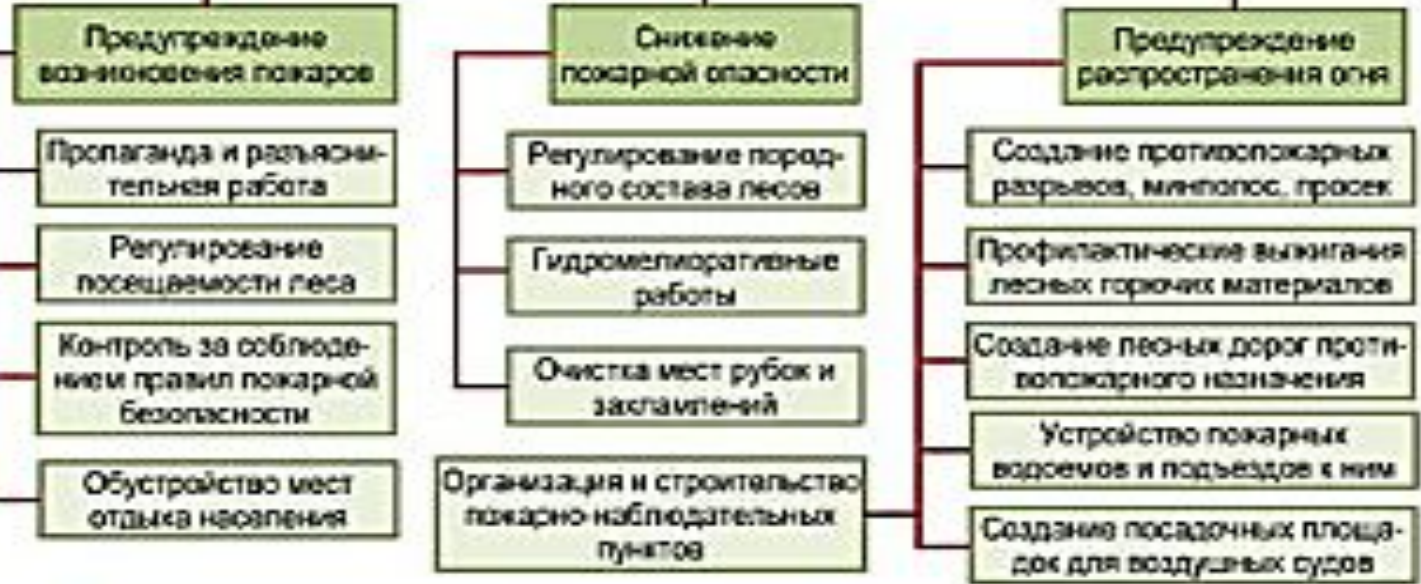 Предупреждение
возникновения пожаров
Пропаганда и разъясни-
тельная работа
Регулирование
посещаемости леса
Контроль за соблюде-
нием правил пожарной
безопасности
Обустройство мест
отдыха населения
Снижение
пожарной опасности
Регулирование пород-
ного состава лесов
Гидромелиоративные
работы
Очистка мест рубок и
захламлений
Организация и строительство
пожарно-наблюдательных
пунктов
Предупреждение
распространения огня
Создание противопожарных
разрывов, минполос, просек
Профилактические выжигания
лесных горючих материалов
Создание лесных дорог проти-
вопожарного назначения
Устройство пожарных
водоемов и подъездов к ним
Создание посадочных площа-
док для воздушных судов